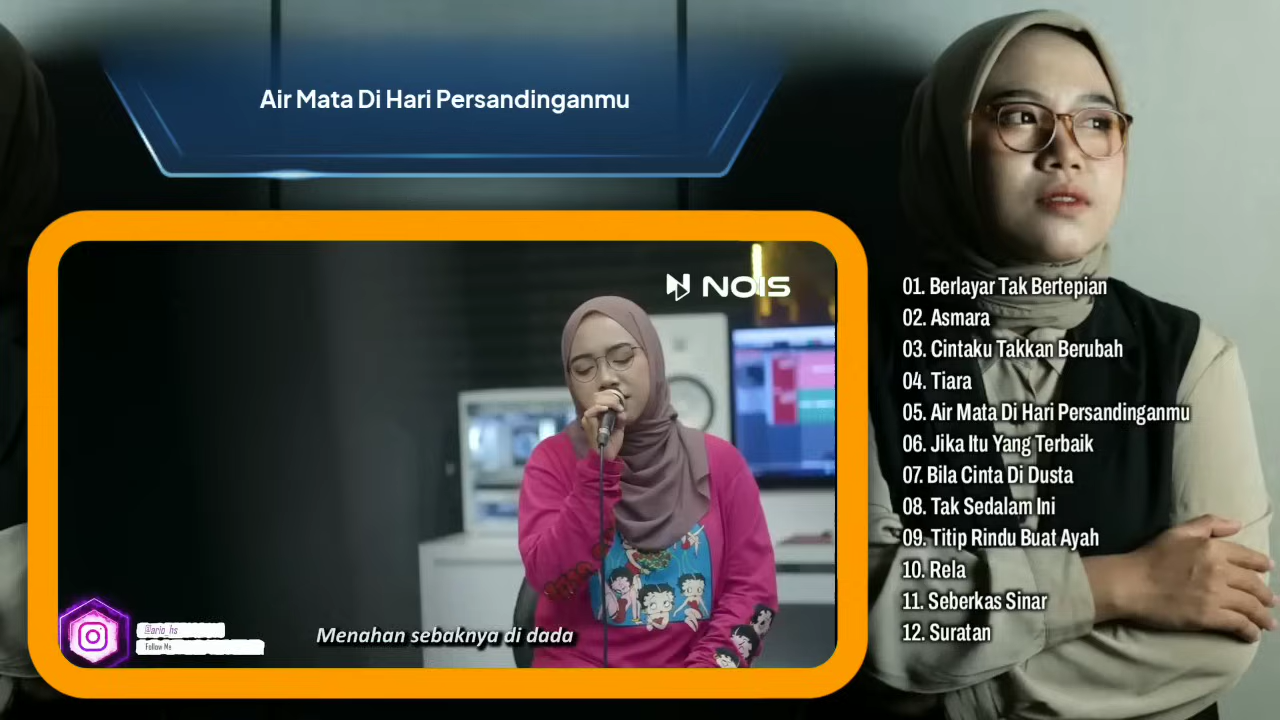 Air Mata Di Hari Persandinganmu
NOIS
01. Berlayar Tak Bertepian
02. Asmara
03. Cintaku Takkan Berubah
04. Tiara
05. Air Mata Di Hari Persandinganmu
06. Jika Itu Yang Terbaik
07. Bila Cinta Di Dusta
08. Tak Sedalam Ini
09. Titip Rindu Buat Ayah
10. Rela
11. Seberkas Sinar
12. Suratan
Follow Me
Menahan sebaknya di dada